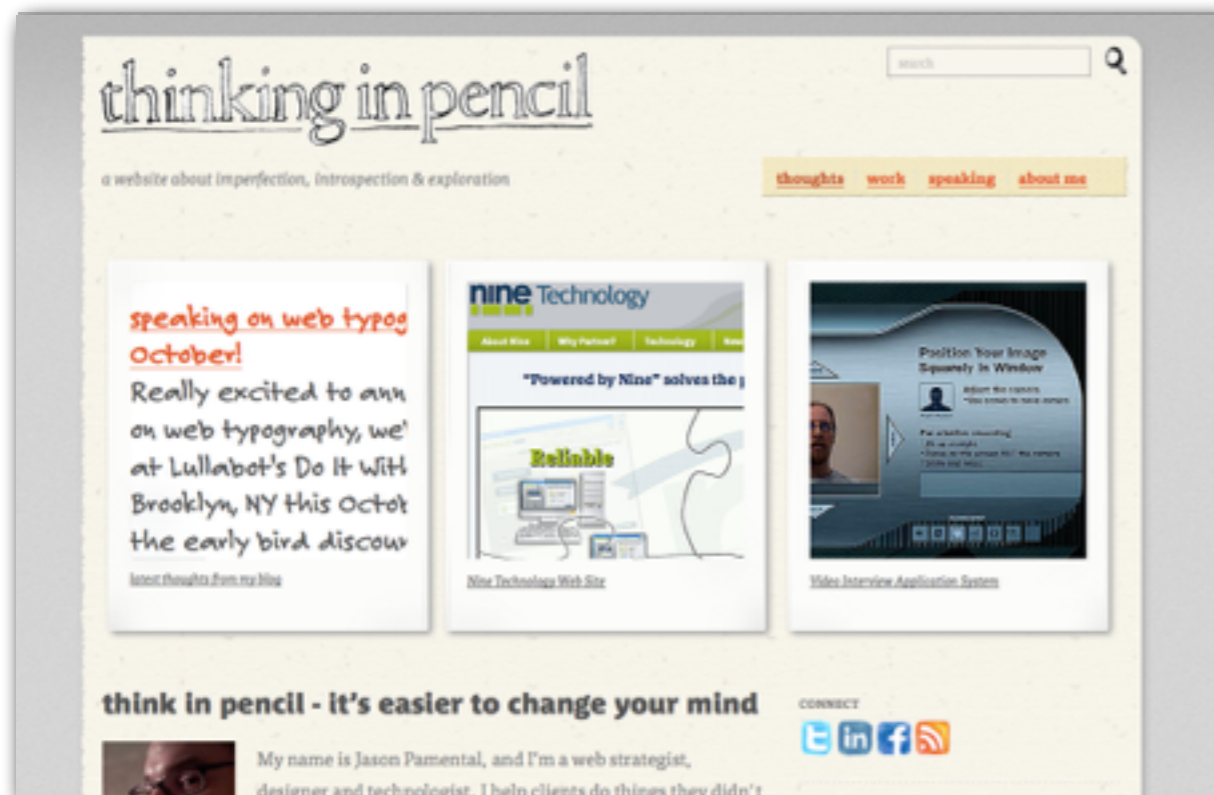 thinking in pencil
search
a website about imperfection, introspection & exploration
thoughts work speaking about me
speaking on web typog
October!
Really excited to ann
on web typography, we'
at Lullabot's Do It With
Brooklyn, NY this Octob
the early bird discoun
latest thoughts from my blog
nine Technology
About Nine Why Partner? Technology New
"Powered by Nine" solves the p
Reliable
Nine Technology Web Site
Position Your Image
Squarely In Window
Video Interview Application System
think in pencil - it's easier to change your mind
CONNECT
in
f
My name is Jason Pamental, and I'm a web strategist,
designer and technologist. I help clients do things they didn't